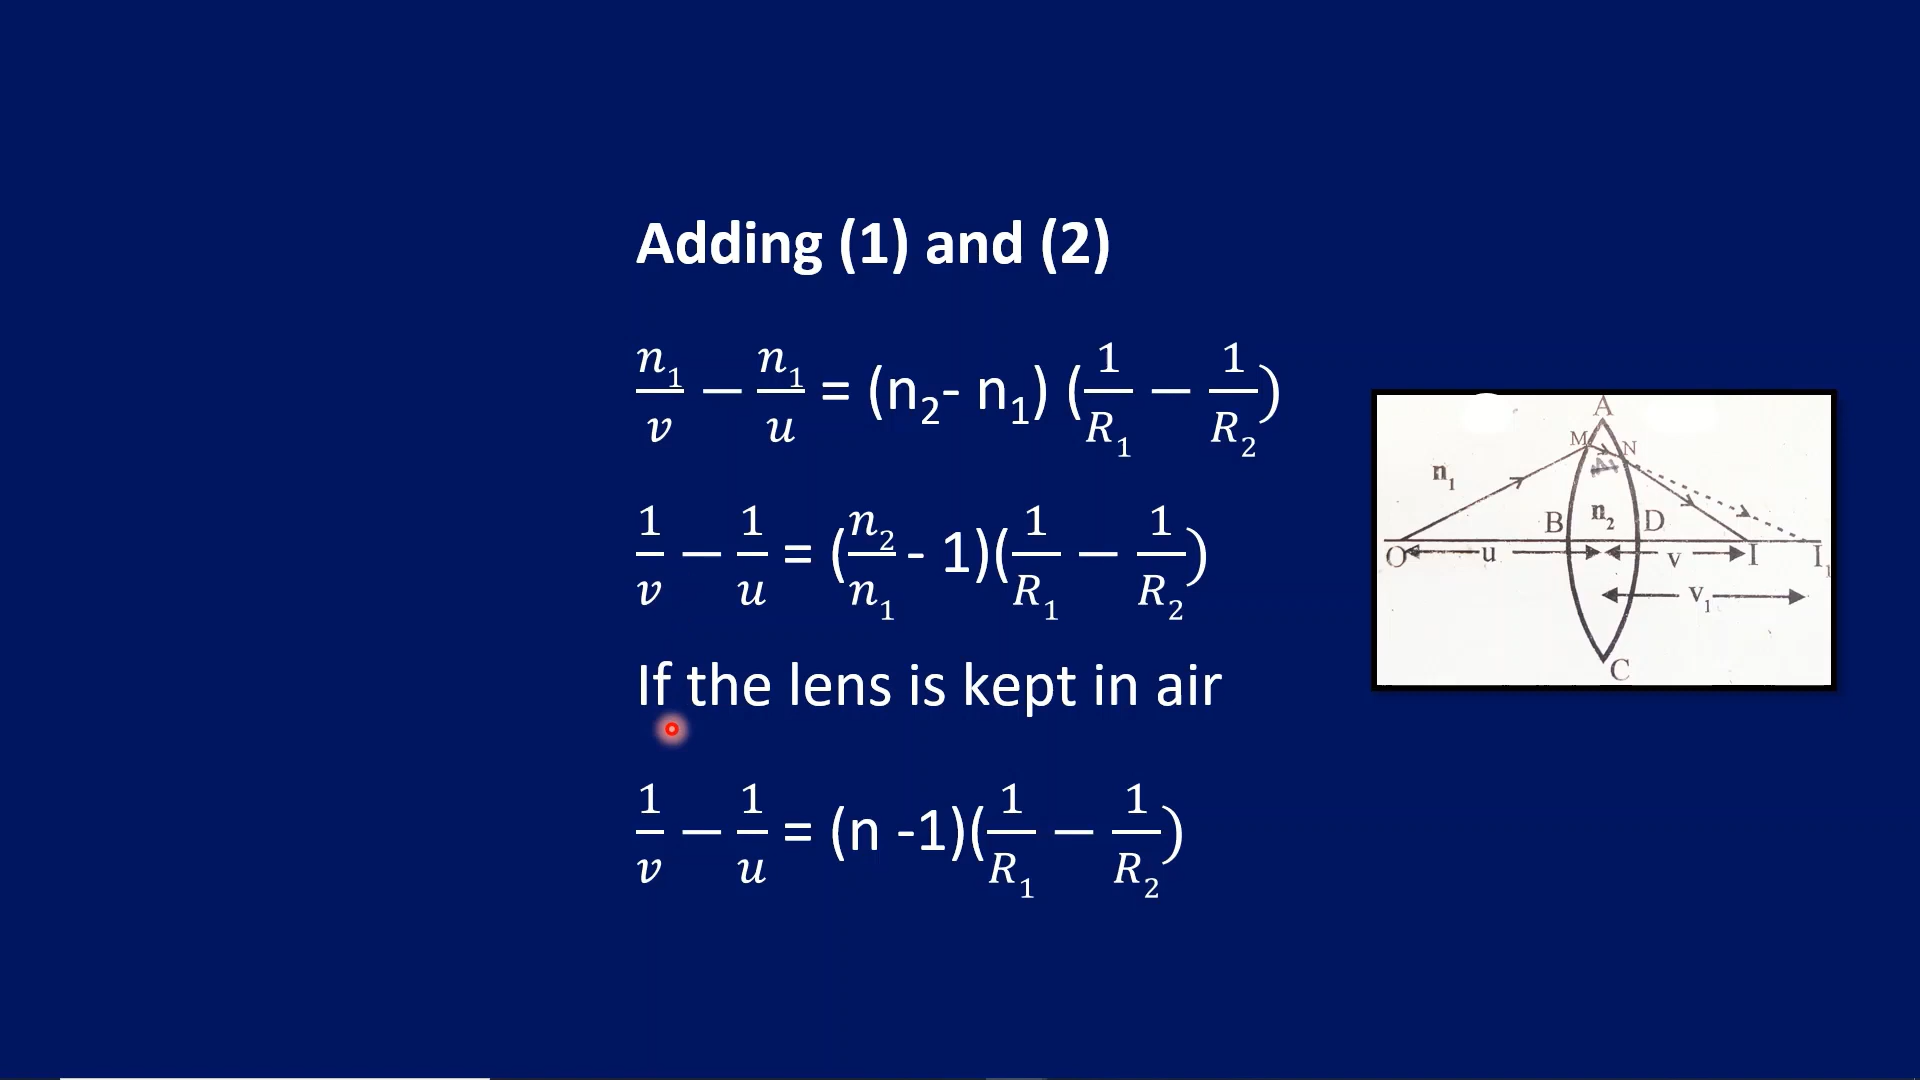 Adding (1) and (2)
n₁/v − n₁/u = (n₂- n₁) (1/R₁ − 1/R₂)
1/v − 1/u = (n₂/n₁ - 1)(1/R₁ − 1/R₂)
If the lens is kept in air
1/v − 1/u = (n -1)(1/R₁ − 1/R₂)
A
M N
n₁
B n₂ D
O u v I I₁
v₁
C